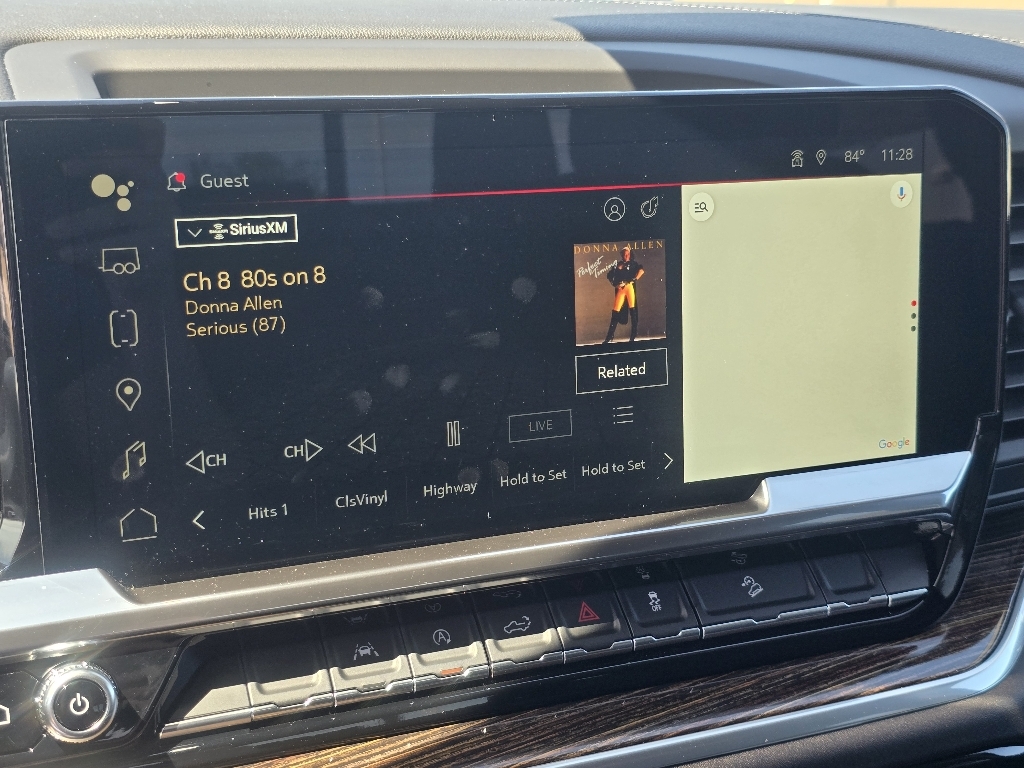 84° 11:28
Guest
SiriusXM
Ch 8 80s on 8
Donna Allen
Serious (87)
DONNA ALLEN
Perfect
Timing
Related
LIVE
CH
CH
Hits 1
ClsVinyl
Highway
Hold to Set
Hold to Set
Google
A
OFF